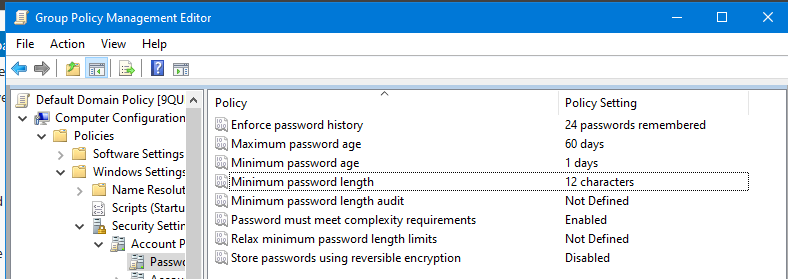 Group Policy Management Editor
File Action View Help
Default Domain Policy [9QU
Computer Configuration
Policies
Software Settings
Windows Settings
Name Resolut
Scripts (Startu
Security Settin
Account P
Passwo
Policy Policy Setting
Enforce password history 24 passwords remembered
Maximum password age 60 days
Minimum password age 1 days
Minimum password length 12 characters
Minimum password length audit Not Defined
Password must meet complexity requirements Enabled
Relax minimum password length limits Not Defined
Store passwords using reversible encryption Disabled